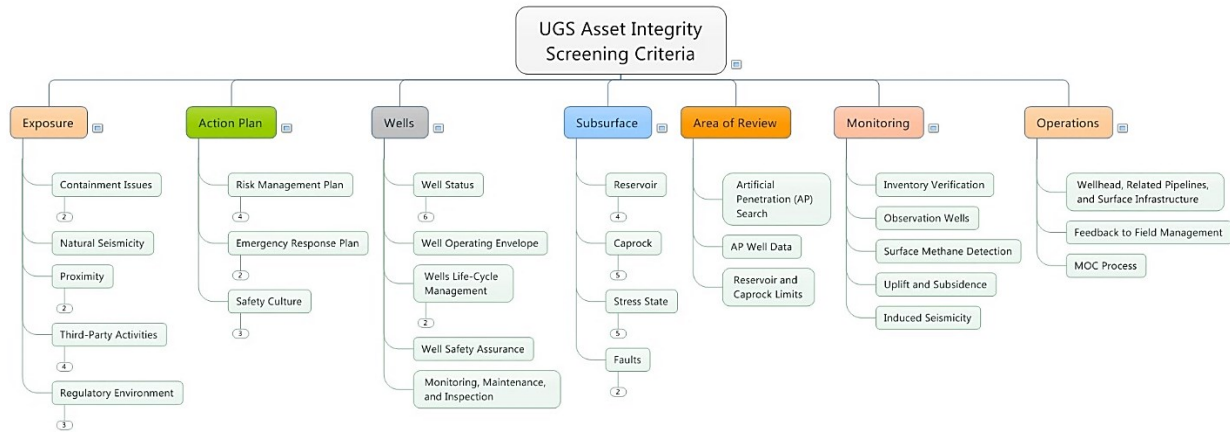 UGS Asset Integrity
Screening Criteria
Exposure
Containment Issues
2
Natural Seismicity
Proximity
2
Third-Party Activities
4
Regulatory Environment
3
Action Plan
Risk Management Plan
4
Emergency Response Plan
2
Safety Culture
3
Wells
Well Status
6
Well Operating Envelope
Wells Life-Cycle
Management
2
Well Safety Assurance
Monitoring, Maintenance,
and Inspection
Subsurface
Reservoir
4
Caprock
5
Stress State
5
Faults
2
Area of Review
Artificial
Penetration (AP)
Search
AP Well Data
Reservoir and
Caprock Limits
Monitoring
Inventory Verification
Observation Wells
Surface Methane Detection
Uplift and Subsidence
Induced Seismicity
Operations
Wellhead, Related Pipelines,
and Surface Infrastructure
Feedback to Field Management
MOC Process